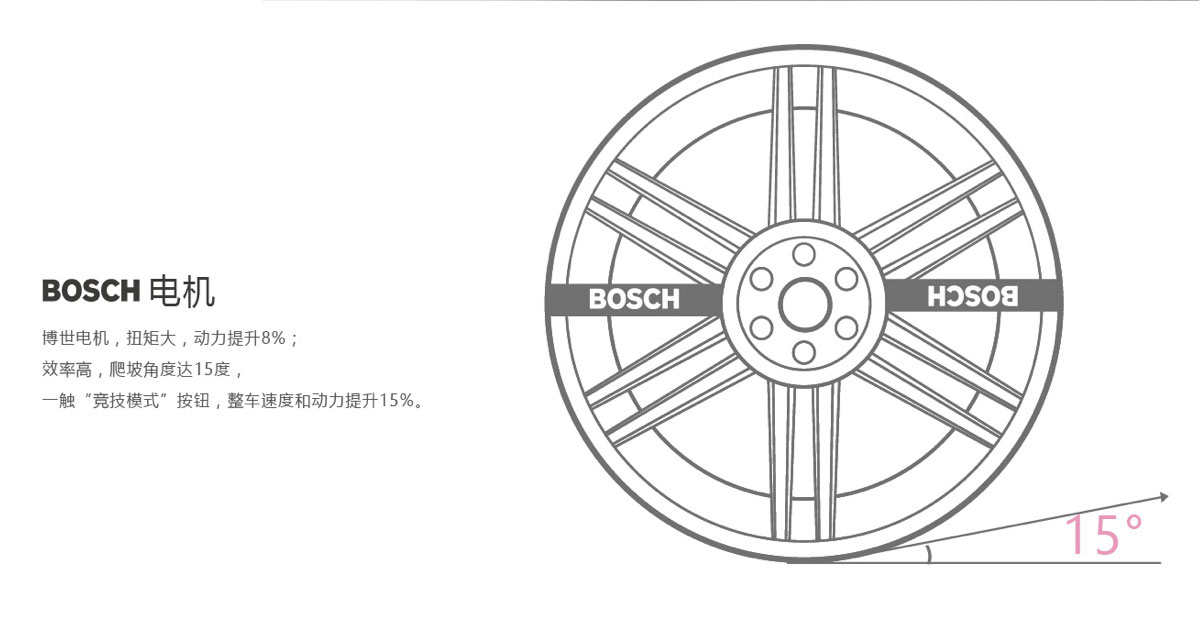 BOSCH 电机
博世电机，扭矩大，动力提升8%；
效率高，爬坡角度达15度，
一触“竞技模式”按钮，整车速度和动力提升15%。
BOSCH
BOSCH
15°